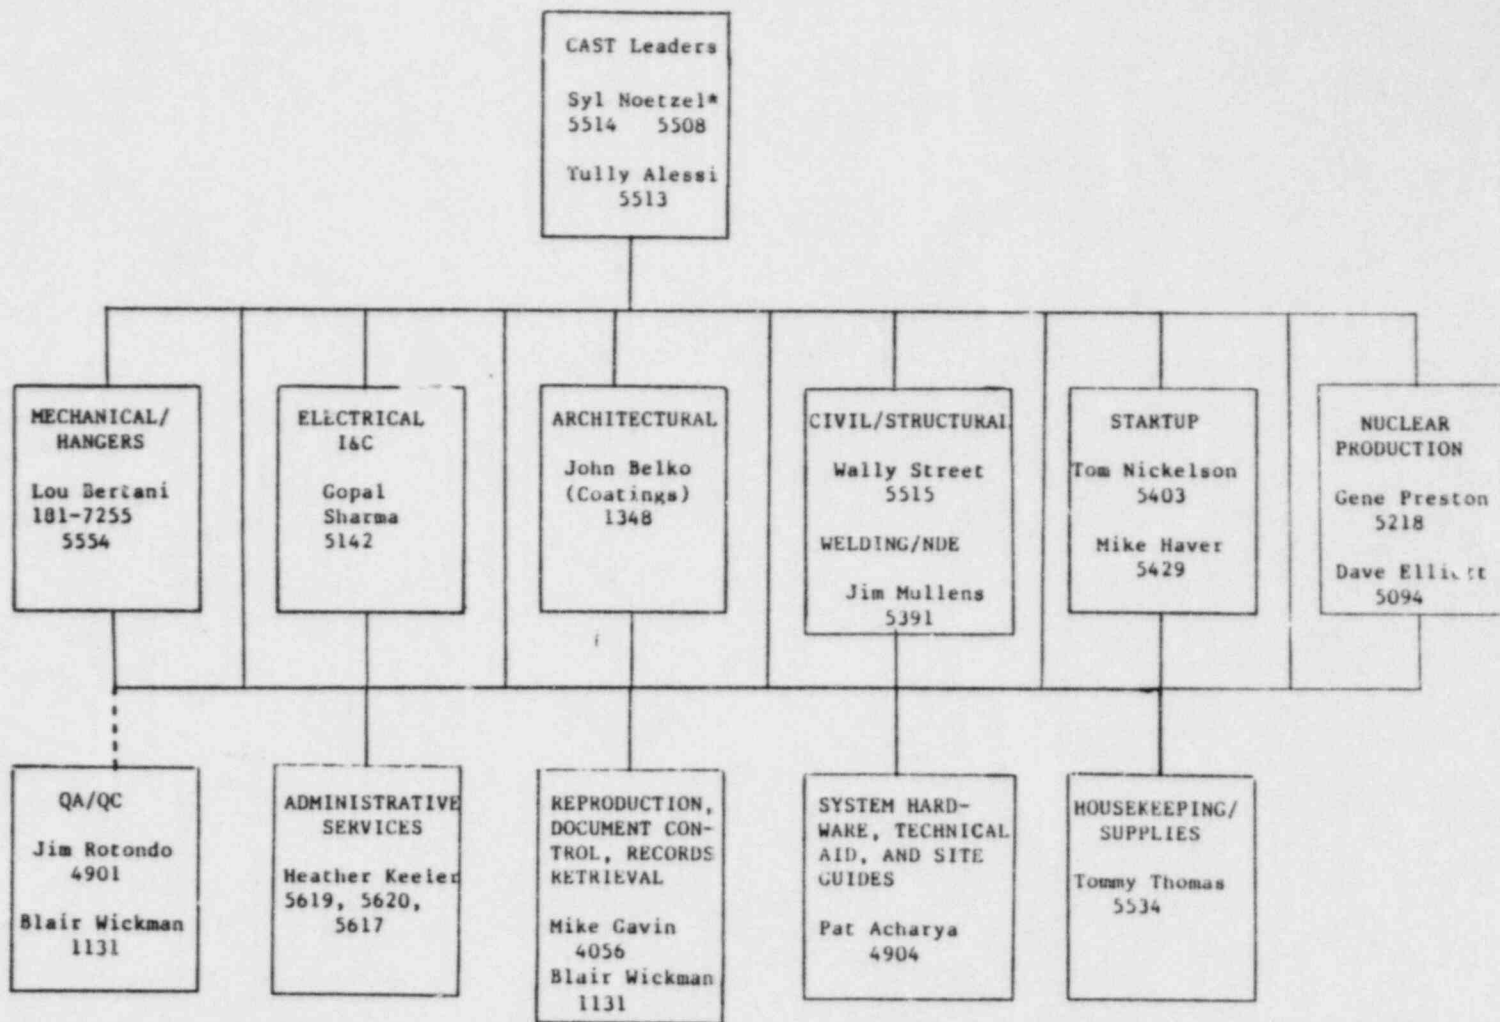 CAST Leaders
Syl Noetzel*
5514 5508
Tully Alessi
5513
MECHANICAL/
HANGERS
Lou Bertani
181-7255
5554
ELECTRICAL
I&C
Gopal
Sharma
5142
ARCHITECTURAL
John Belko
(Coatings)
1348
CIVIL/STRUCTURAL
Wally Street
5515
WELDING/NDE
Jim Mullens
5391
STARTUP
Tom Nickelson
5403
Mike Haver
5429
NUCLEAR
PRODUCTION
Gene Preston
5218
Dave Elliott
5094
QA/QC
Jim Rotondo
4901
Blair Wickman
1131
ADMINISTRATIVE
SERVICES
Heather Keeler
5619, 5620,
5617
REPRODUCTION,
DOCUMENT CON-
TROL, RECORDS
RETRIEVAL
Mike Gavin
4056
Blair Wickman
1131
SYSTEM HARD-
WARE, TECHNICAL
AID, AND SITE
GUIDES
Pat Acharya
4904
HOUSEKEEPING/
SUPPLIES
Tommy Thomas
5534